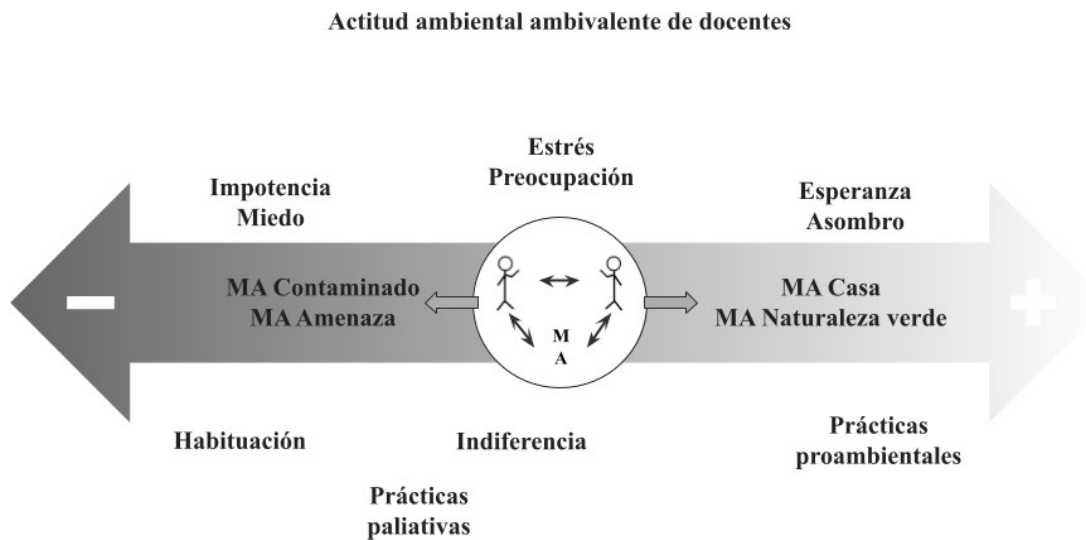 Actitud ambiental ambivalente de docentes
Estrés
Preocupación
Impotencia
Miedo
Esperanza
Asombro
MA Contaminado
MA Amenaza
M
A
MA Casa
MA Naturaleza verde
Habituación
Indiferencia
Prácticas
proambientales
Prácticas
paliativas